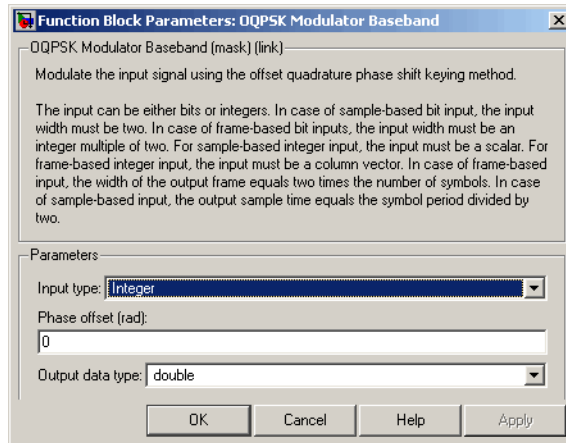 Function Block Parameters: OQPSK Modulator Baseband
OQPSK Modulator Baseband (mask) (link)
Modulate the input signal using the offset quadrature phase shift keying method.
The input can be either bits or integers. In case of sample-based bit input, the input
width must be two. In case of frame-based bit inputs, the input width must be an
integer multiple of two. For sample-based integer input, the input must be a scalar. For
frame-based integer input, the input must be a column vector. In case of frame-based
input, the width of the output frame equals two times the number of symbols. In case
of sample-based input, the output sample time equals the symbol period divided by
two.
Parameters
Input type: Integer
Phase offset (rad):
0
Output data type: double
OK Cancel Help Apply